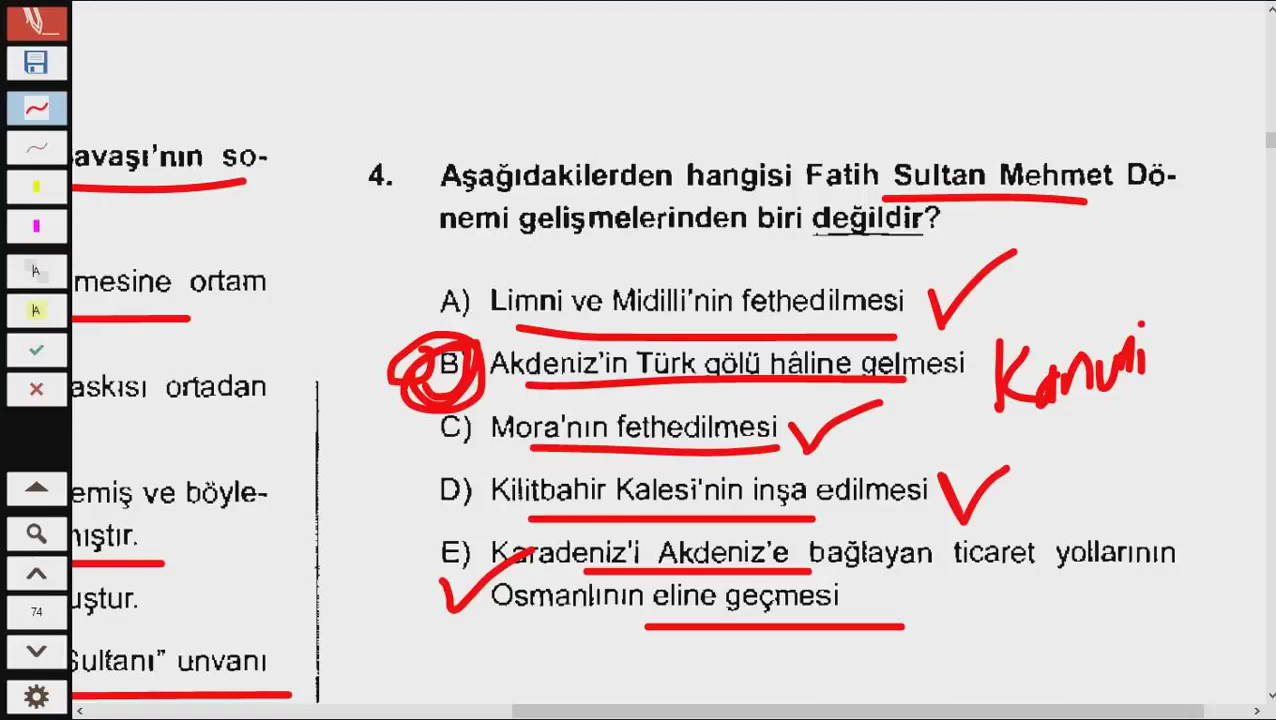 avaşı'nın so-
mesine ortam
askısı ortadan
emiş ve böyle-
mıştır.
uştur.
Sultanı" unvanı
4. Aşağıdakilerden hangisi Fatih Sultan Mehmet Dö-
nemi gelişmelerinden biri değildir?
A) Limni ve Midilli'nin fethedilmesi
B) Akdeniz'in Türk gölü hâline gelmesi
Kanuni
C) Mora'nın fethedilmesi
D) Kilitbahir Kalesi'nin inşa edilmesi
E) Karadeniz'i Akdeniz'e bağlayan ticaret yollarının
Osmanlının eline geçmesi
74